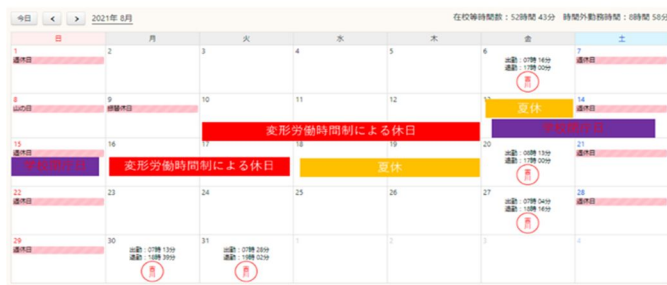 今日 < > 2021年 8月 在校等時間数：52時間 43分 時間外勤務時間：8時間 58分
日 月 火 水 木 金 土
1 2 3 4 5 6 7
週休日 週休日
出勤：07時 16分
退勤：17時 00分
8 9 10 11 12 14
山の日 振替休日 夏休 週休日
変形労働時間制による休日
15 16 17 18 19 20 21
週休日 変形労働時間制による休日 夏休 週休日
出勤：08時 13分
退勤：17時 00分
22 23 24 25 26 27 28
週休日 週休日
出勤：07時 04分
退勤：18時 16分
29 30 31 1 2 3 4
週休日
出勤：07時 13分 出勤：07時 28分
退勤：18時 39分 退勤：19時 02分